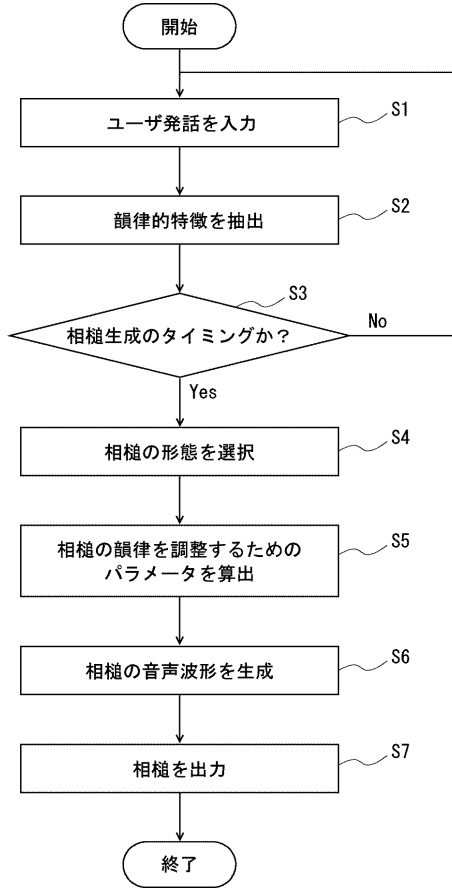 開始
ユーザ発話を入力
S1
韻律的特徴を抽出
S2
S3
相槌生成のタイミングか?
No
Yes
相槌の形態を選択
S4
相槌の韻律を調整するための
パラメータを算出
S5
相槌の音声波形を生成
S6
相槌を出力
S7
終了